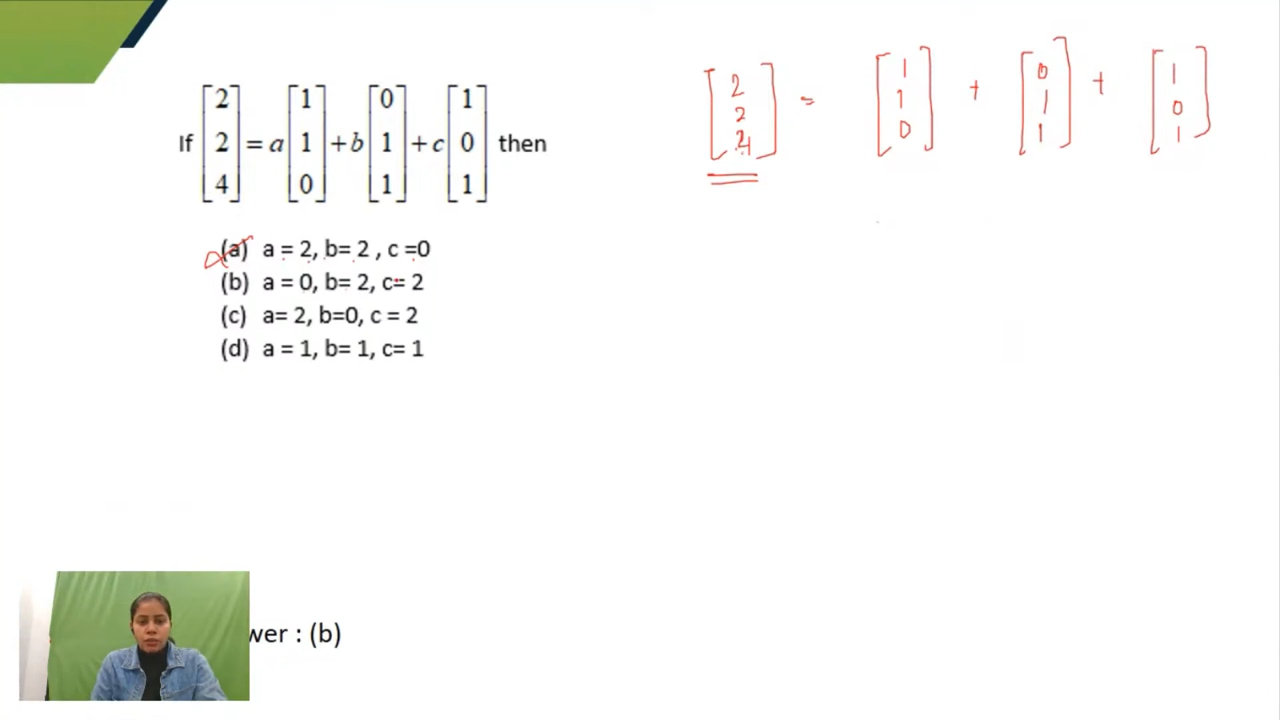 If [2 2 4] = a [1 1 0] + b [0 1 1] + c [1 0 1] then
(a) a = 2, b= 2 , c =0
(b) a = 0, b= 2, c= 2
(c) a= 2, b=0, c = 2
(d) a = 1, b= 1, c= 1
[2 2 4] = [1 1 0] + [0 1 1] + [1 0 1]
wer : (b)